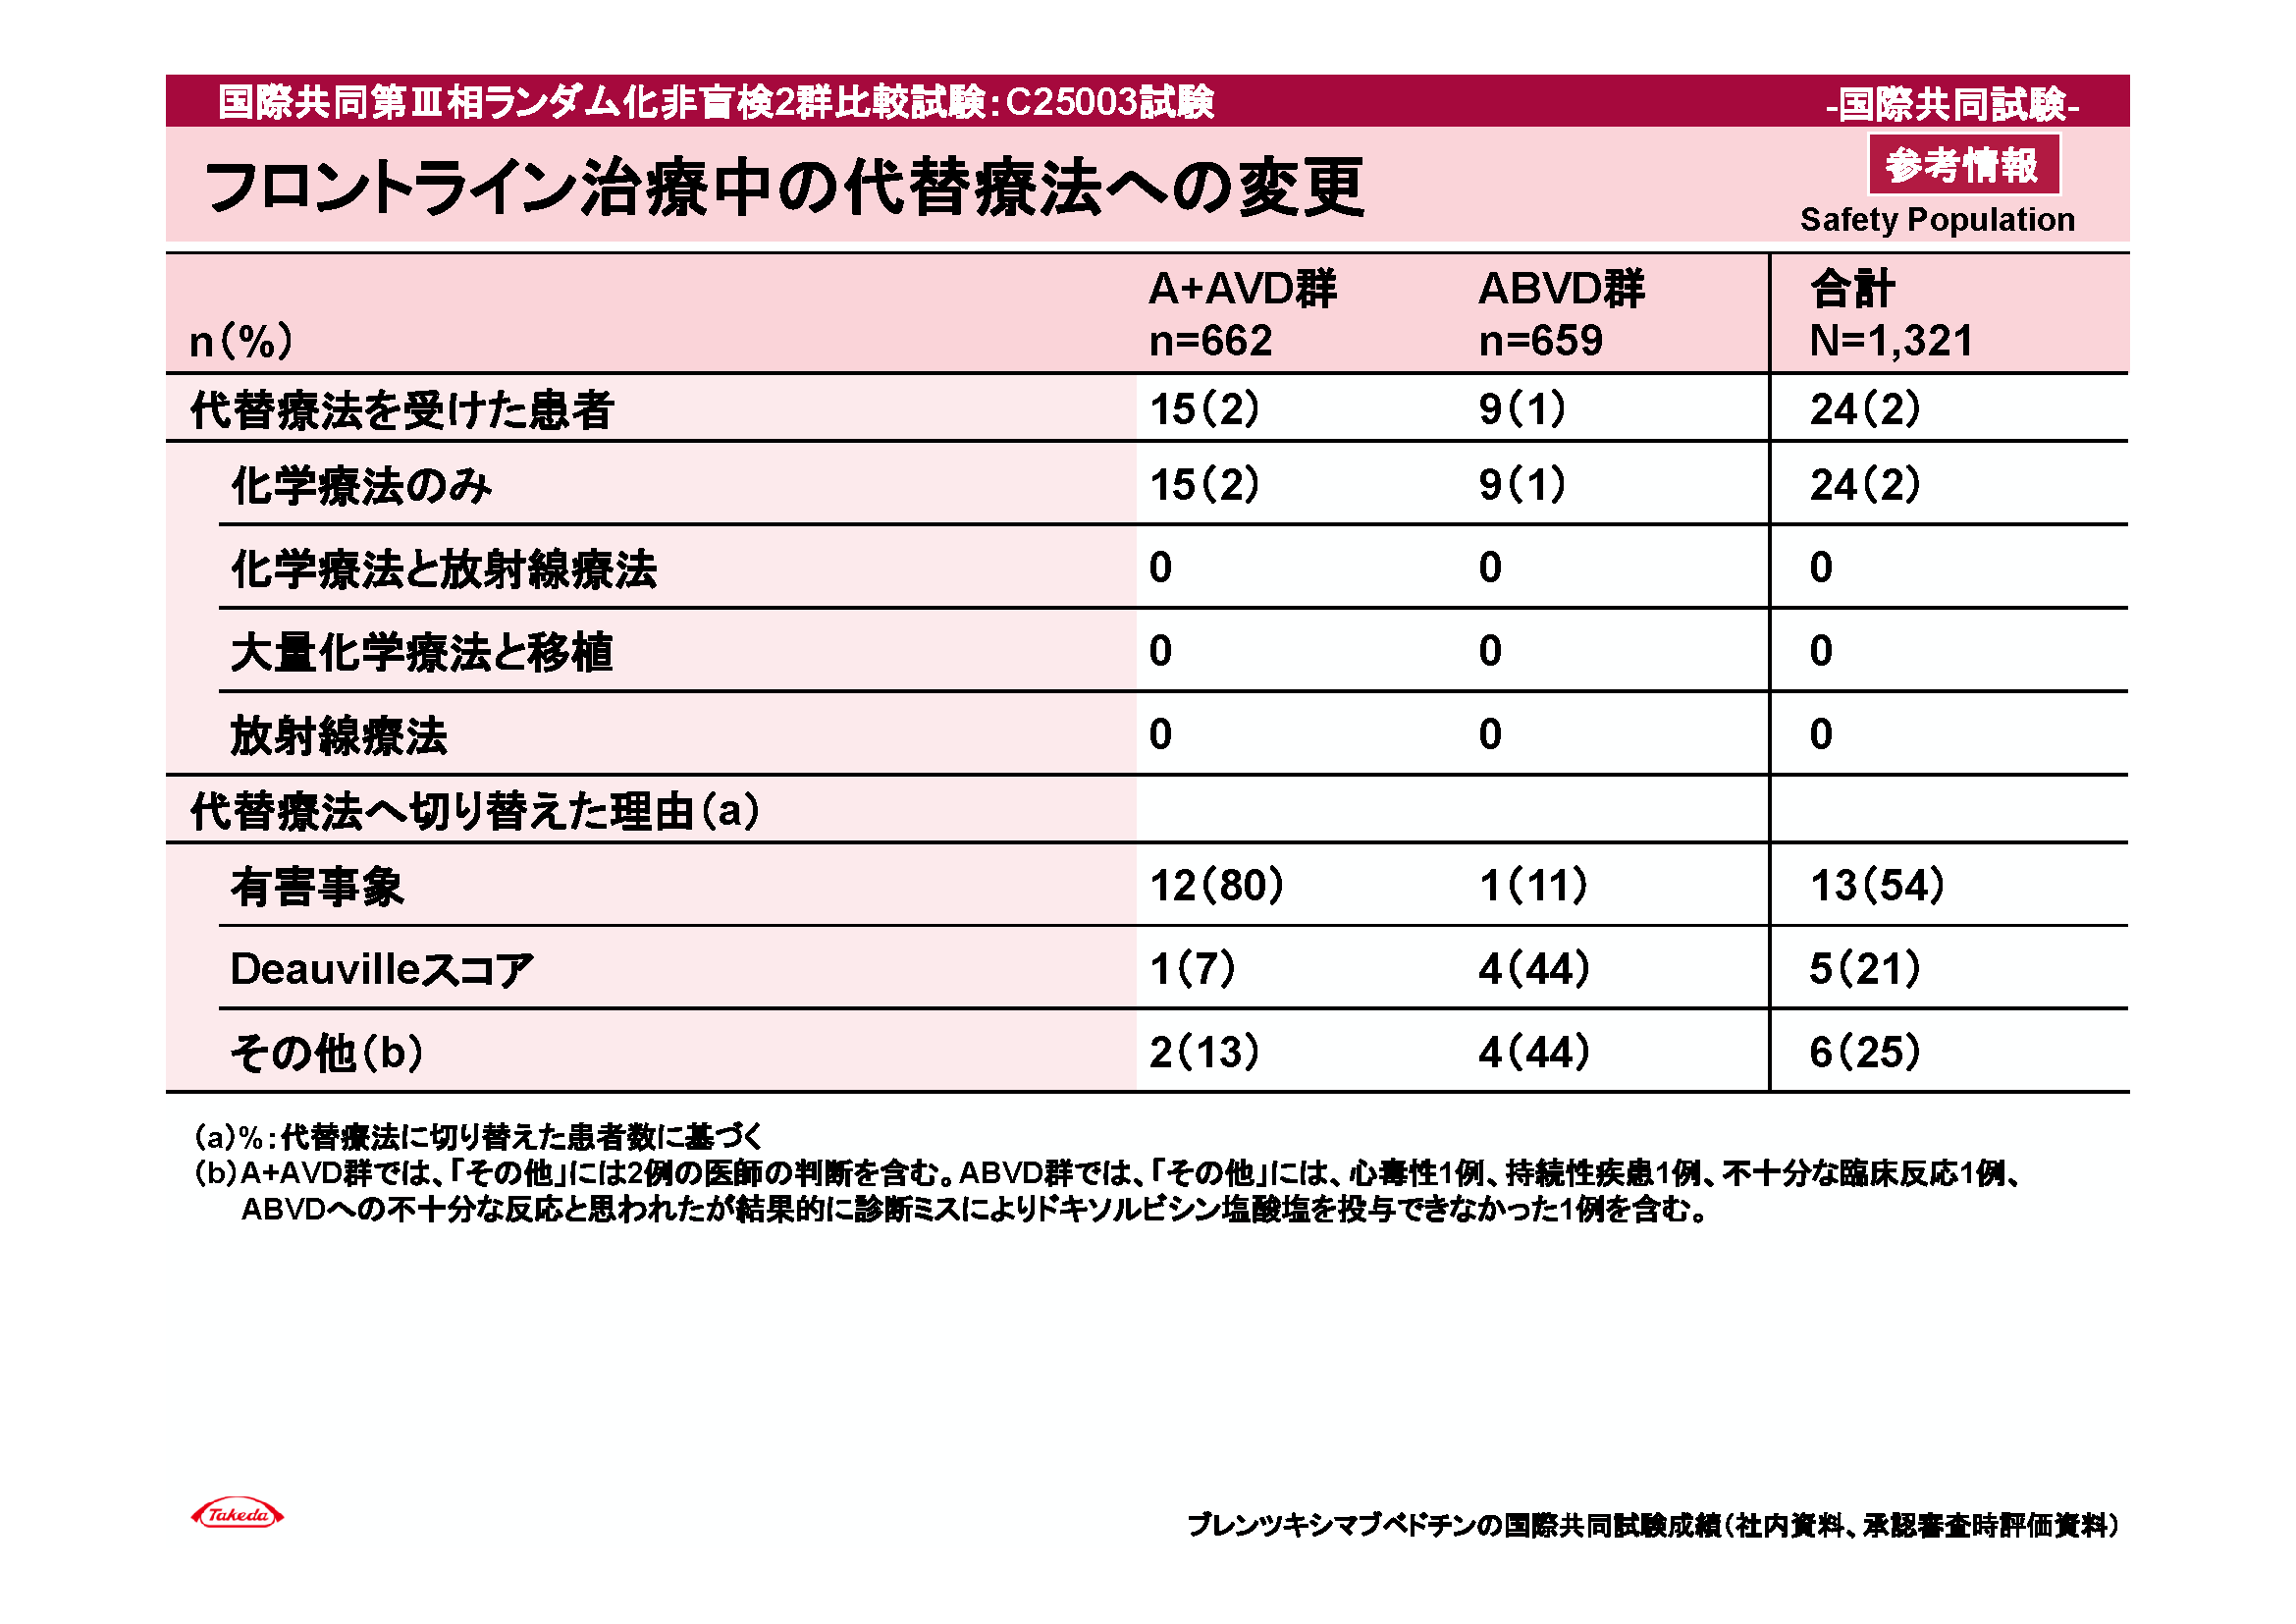 国際共同第Ⅲ相ランダム化非盲検2群比較試験：C25003試験 -国際共同試験-
フロントライン治療中の代替療法への変更
参考情報
Safety Population
n（%） A+AVD群 n=662 ABVD群 n=659 合計 N=1,321
代替療法を受けた患者 15（2） 9（1） 24（2）
化学療法のみ 15（2） 9（1） 24（2）
化学療法と放射線療法 0 0 0
大量化学療法と移植 0 0 0
放射線療法 0 0 0
代替療法へ切り替えた理由（a）
有害事象 12（80） 1（11） 13（54）
Deauvilleスコア 1（7） 4（44） 5（21）
その他（b） 2（13） 4（44） 6（25）
（a）%：代替療法に切り替えた患者数に基づく
（b）A+AVD群では、「その他」には2例の医師の判断を含む。ABVD群では、「その他」には、心毒性1例、持続性疾患1例、不十分な臨床反応1例、
ABVDへの不十分な反応と思われたが結果的に診断ミスによりドキソルビシン塩酸塩を投与できなかった1例を含む。
Takeda
ブレンツキシマブベドチンの国際共同試験成績（社内資料、承認審査時評価資料）